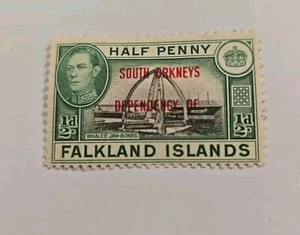 HALF PENNY
SOUTH ORKNEYS
DEPENDENCY OF
½d
½d
WHALES' JAW-BONES
FALKLAND ISLANDS